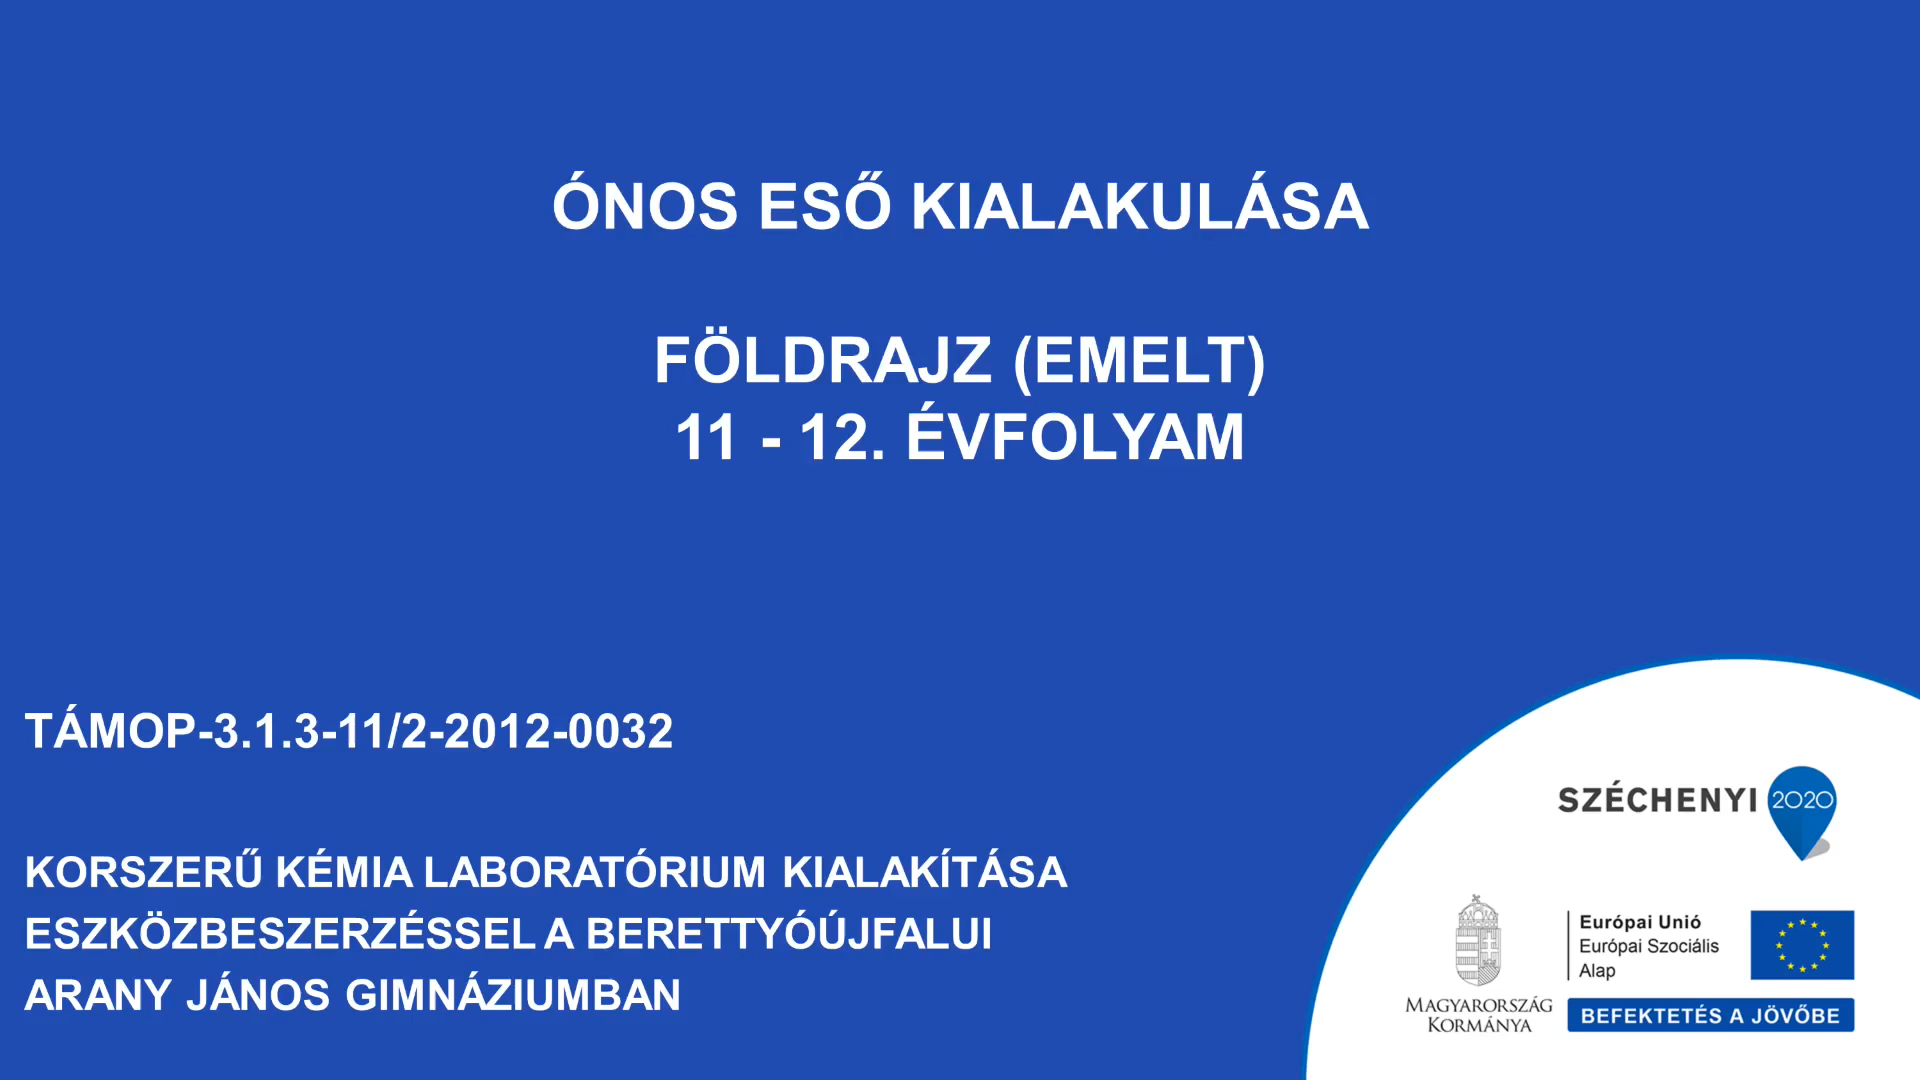 ÓNOS ESŐ KIALAKULÁSA
FÖLDRAJZ (EMELT)
11 - 12. ÉVFOLYAM
TÁMOP-3.1.3-11/2-2012-0032
KORSZERŰ KÉMIA LABORATÓRIUM KIALAKÍTÁSA
ESZKÖZBESZERZÉSSEL A BERETTYÓÚJFALUI
ARANY JÁNOS GIMNÁZIUMBAN
SZÉCHENYI 2020
MAGYARORSZÁG
KORMÁNYA
Európai Unió
Európai Szociális
Alap
BEFEKTETÉS A JÖVŐBE